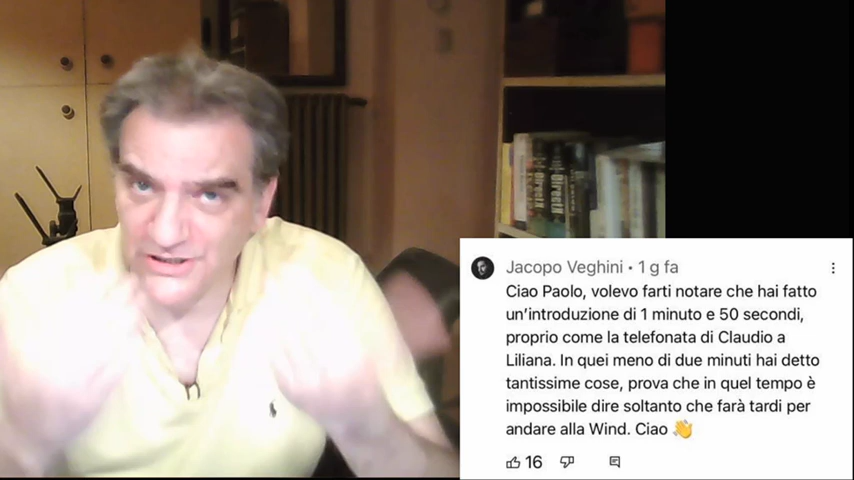 Jacopo Veghini • 1 g fa
Ciao Paolo, volevo farti notare che hai fatto
un’introduzione di 1 minuto e 50 secondi,
proprio come la telefonata di Claudio a
Liliana. In quei meno di due minuti hai detto
tantissime cose, prova che in quel tempo è
impossibile dire soltanto che farà tardi per
andare alla Wind. Ciao 👋
16